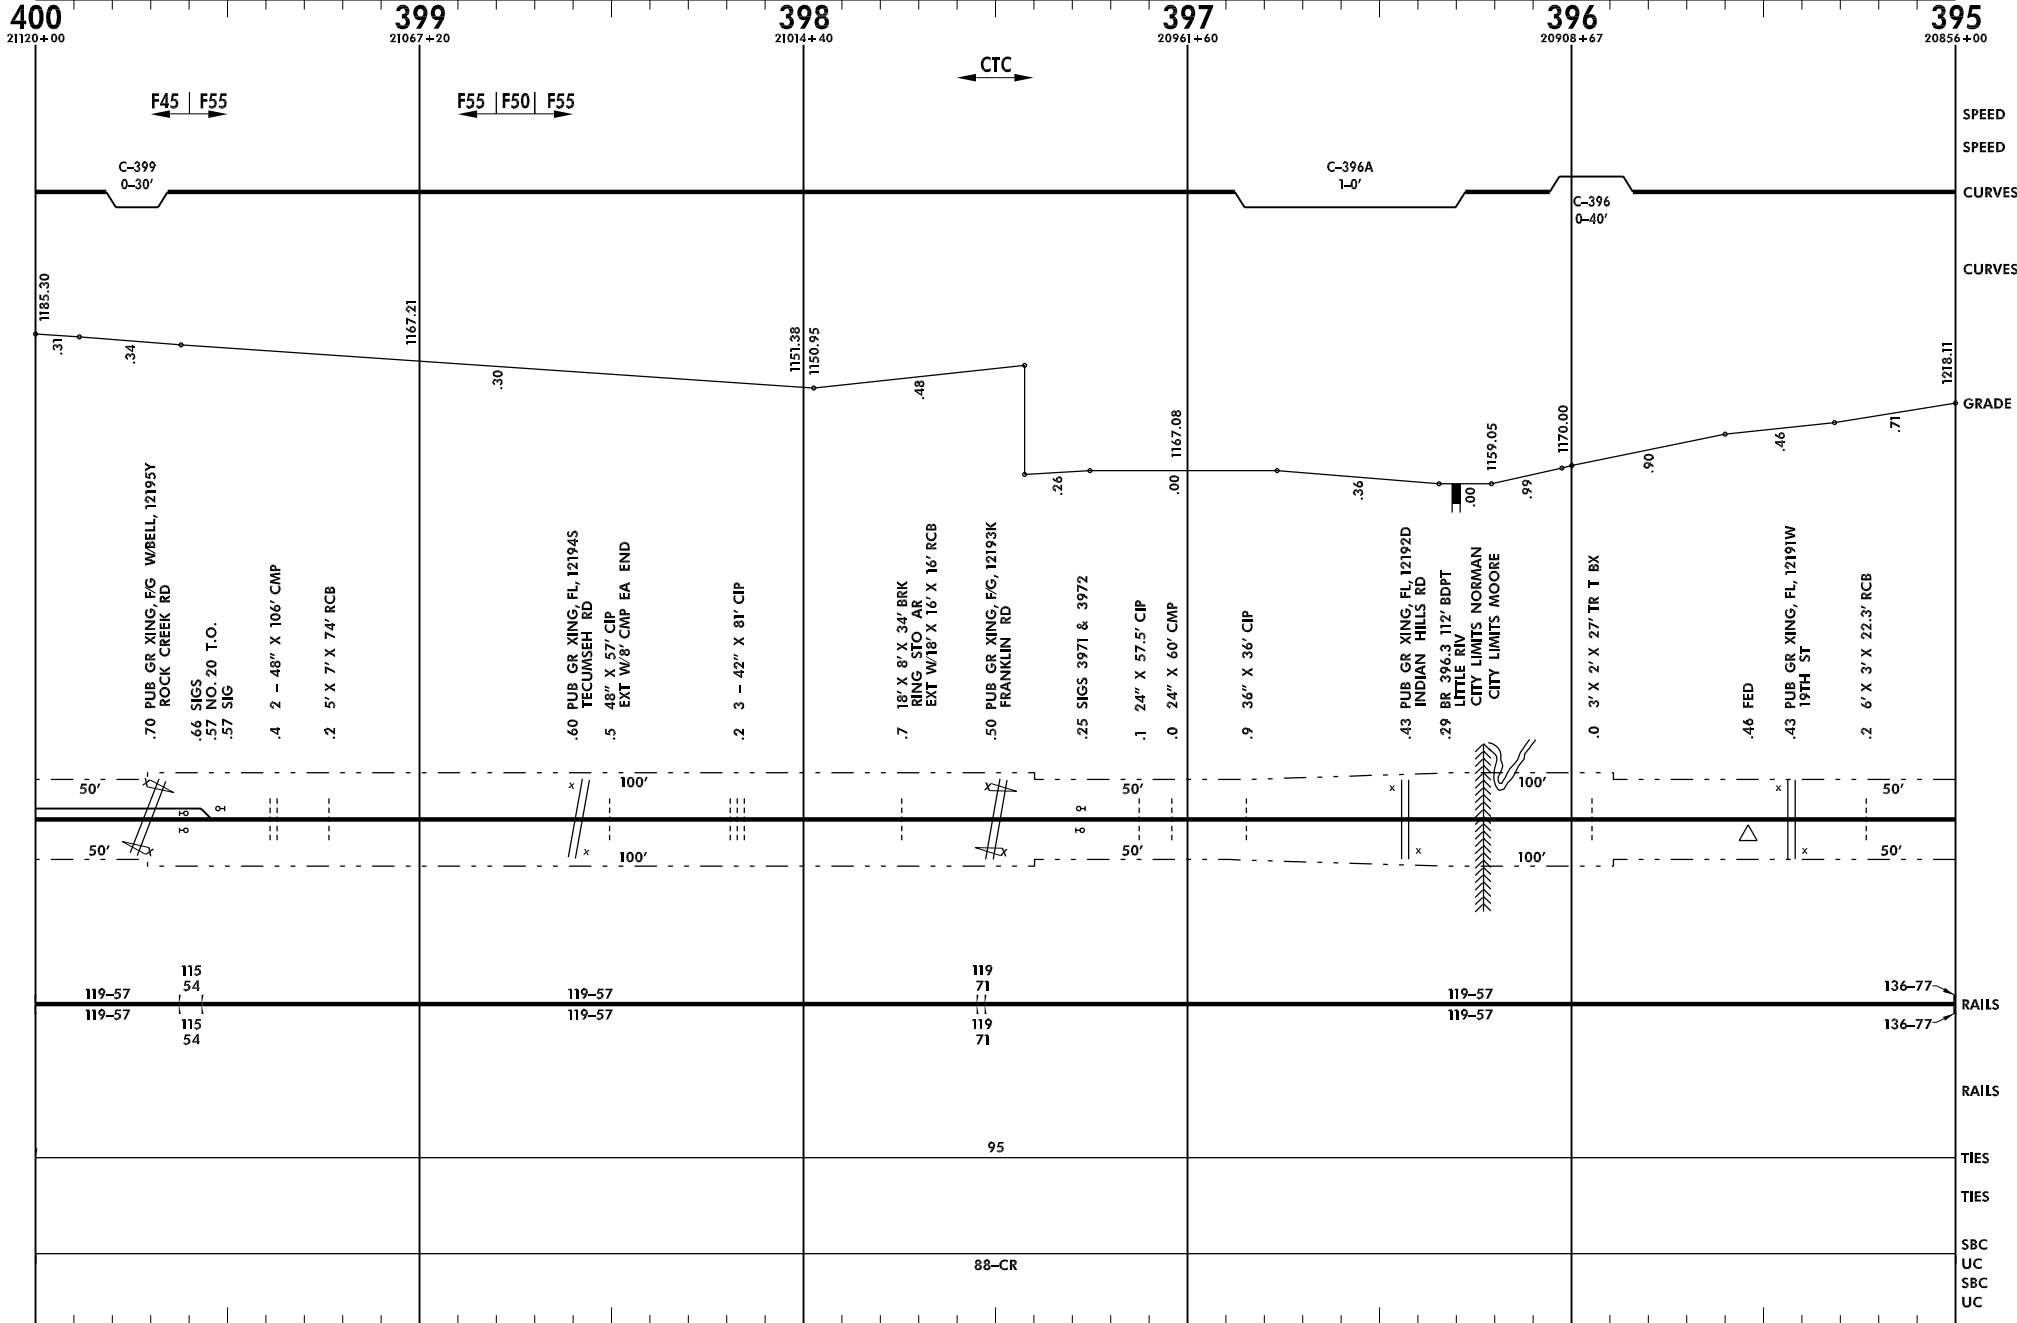 400 399 398 397 396 395
21120+00 21067+20 21014+40 20961+60 20908+67 20856+00
CTC
F45 F55 F55 F50 F55
SPEED
SPEED
C-399
0-30'
C-396A
1-0'
CURVES
C-396
0-40'
CURVES
1185.30
1167.21
1151.38
1150.95
1167.08
1159.05
1170.00
1218.11
GRADE
.31
.34
.30
.48
.26
.00
.36
.00
.99
.90
.46
.71
.70 PUB GR XING, F/G W/BELL, 12195Y
ROCK CREEK RD
.66 SIGS
.57 NO. 20 T.O.
.57 SIG
.4 2 - 48" X 106' CMP
.2 5' X 7' X 74' RCB
.60 PUB GR XING, FL, 12194S
TECUMSEH RD
.5 48" X 57' CIP
EXT W/8' CMP EA END
.2 3 - 42" X 81' CIP
.7 18' X 8' X 34' BRK
RING STO AR
EXT W/18' X 16' X 16' RCB
.50 PUB GR XING, F/G, 12193K
FRANKLIN RD
.25 SIGS 3971 & 3972
.1 24" X 57.5' CIP
.0 24" X 60' CMP
.9 36" X 36' CIP
.43 PUB GR XING, FL, 12192D
INDIAN HILLS RD
.29 BR 396.3 112' BDPT
LITTLE RIV
CITY LIMITS NORMAN
CITY LIMITS MOORE
.0 3' X 2' X 27' TR T BX
.46 FED
.43 PUB GR XING, FL, 12191W
19TH ST
.2 6' X 3' X 22.3' RCB
50' 100' 50' 100' 50'
x x x x x
x x x x x
50' 100' 50' 100' 50'
115
54
119
71
119-57 119-57 119-57 136-77
RAILS
119-57 119-57 119-57 136-77
115
54
119
71
RAILS
95
TIES
TIES
SBC
88-CR
UC
SBC
UC